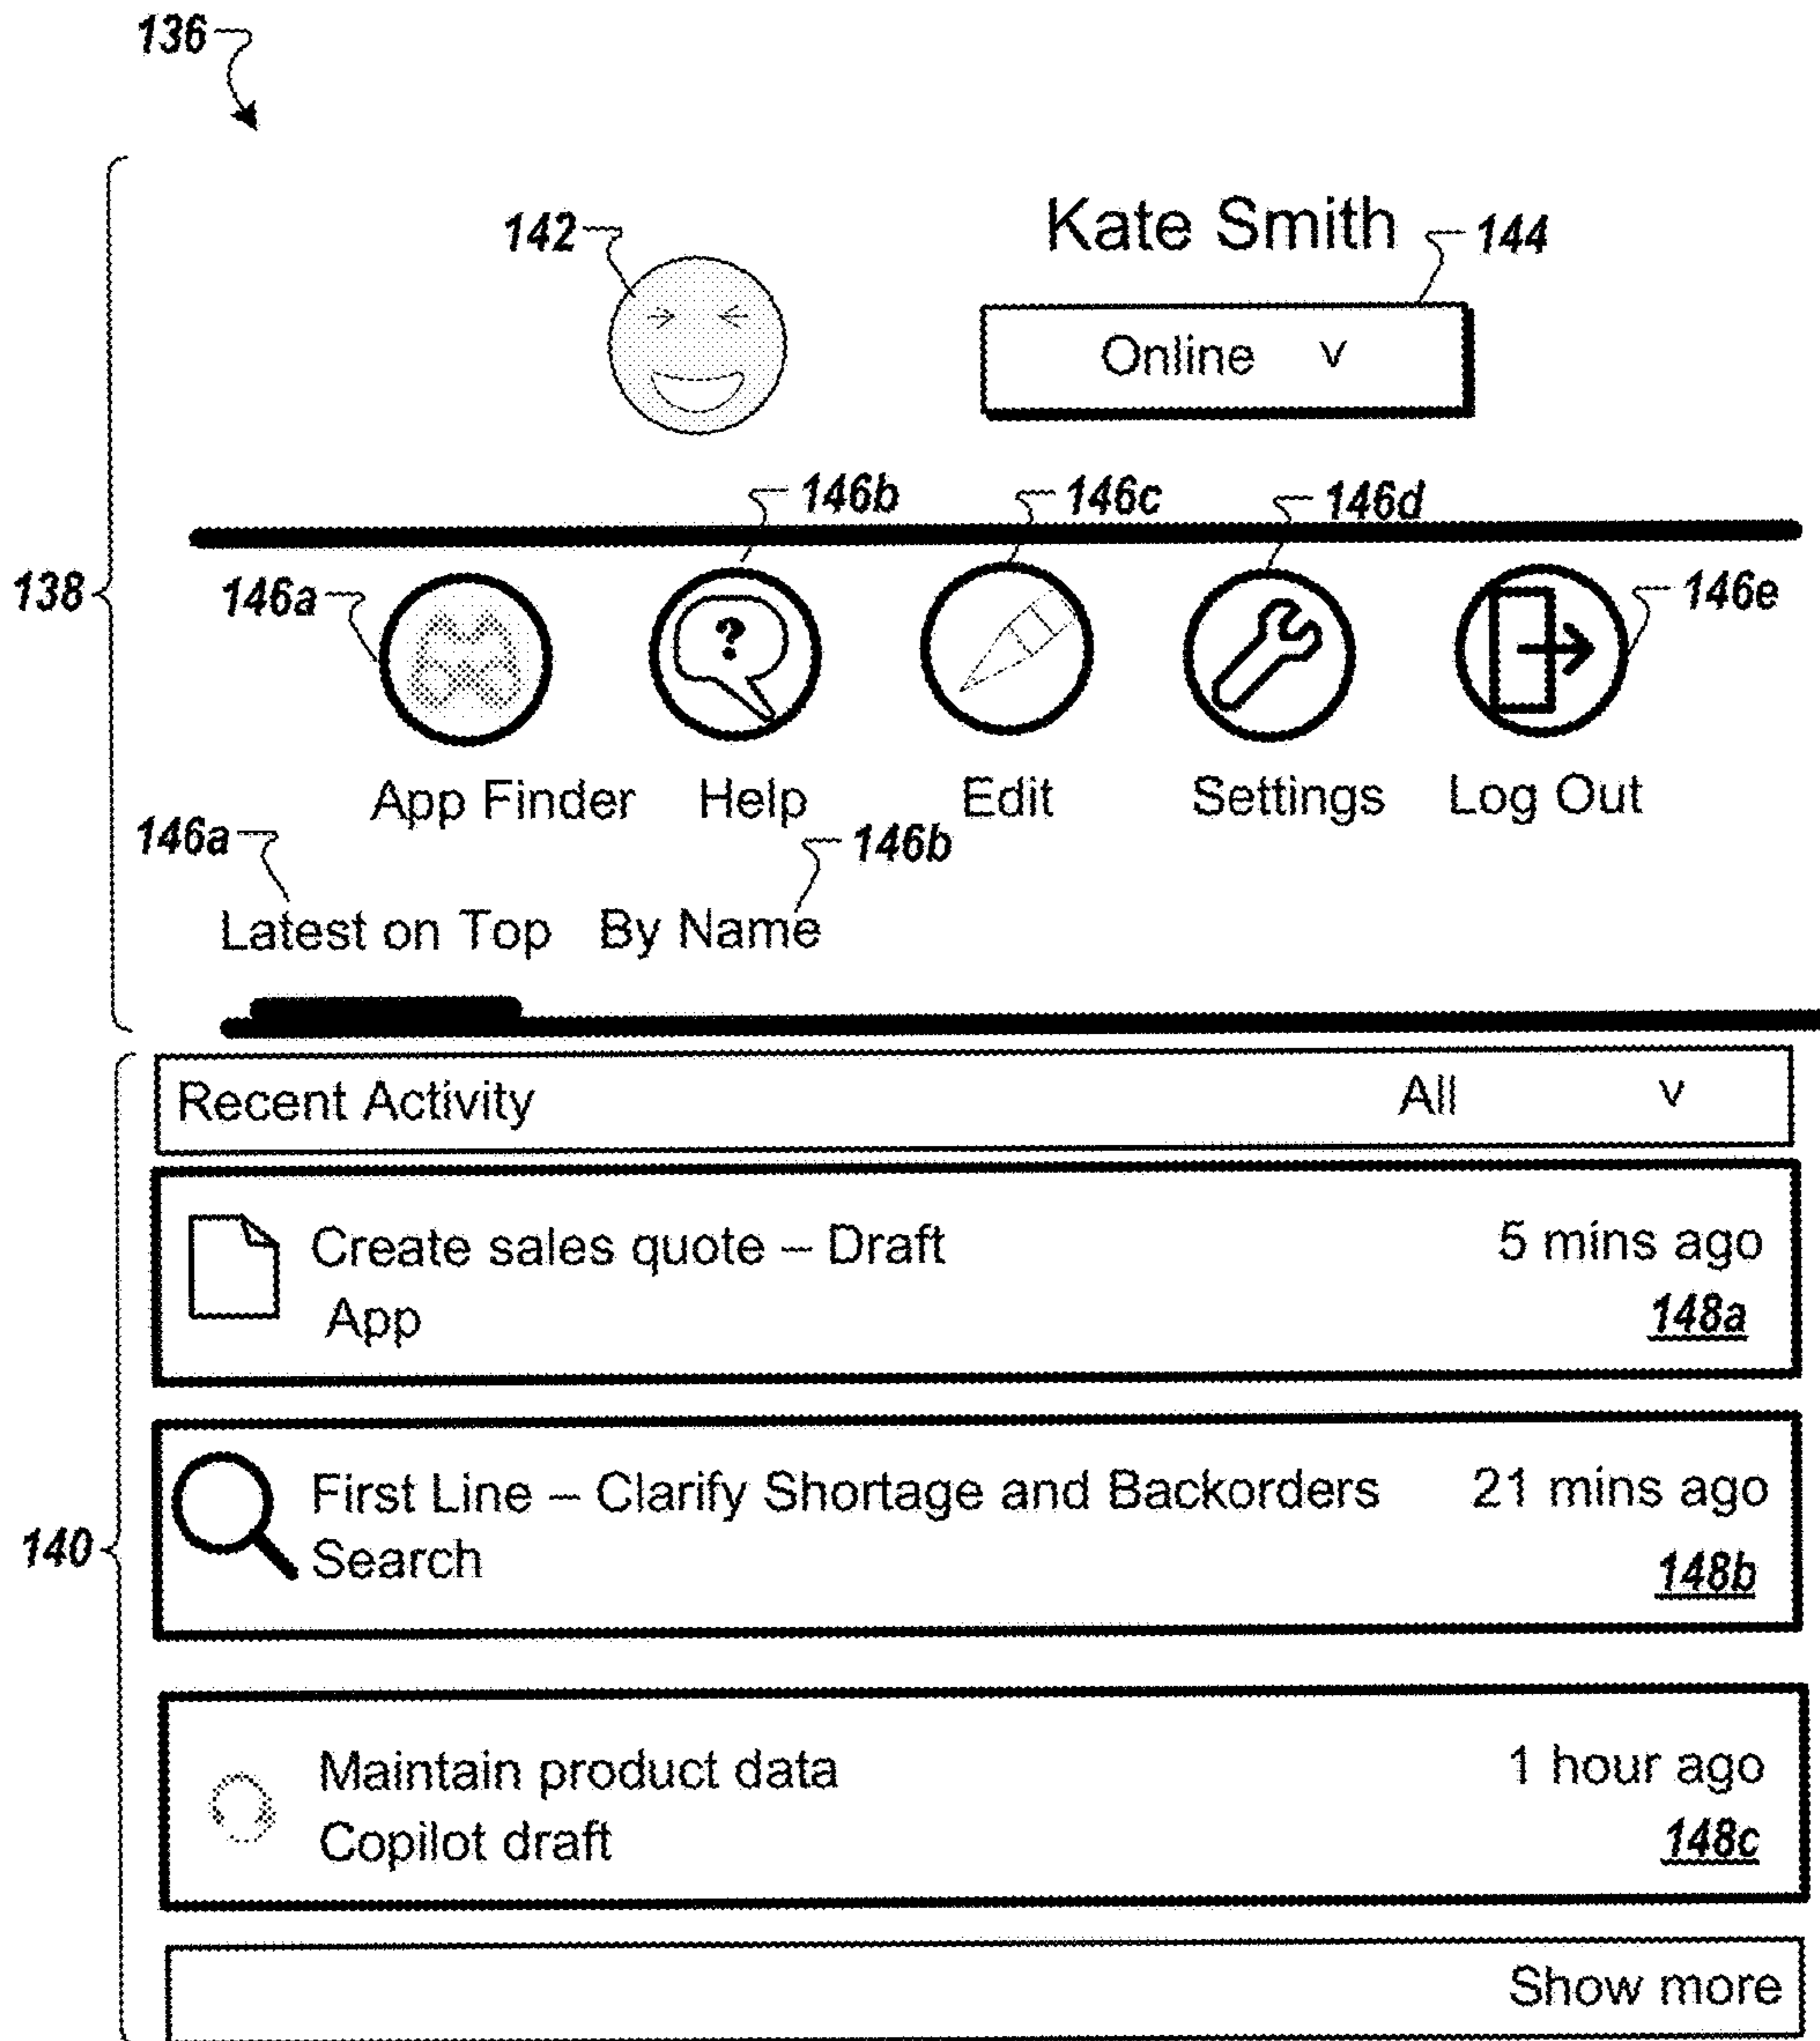 136
142
Kate Smith
144
Online v
146b
146c
146d
138
146a
?
146e
App Finder Help Edit Settings Log Out
146a
146b
Latest on Top By Name
Recent Activity All v
Create sales quote – Draft 5 mins ago
App 148a
First Line – Clarify Shortage and Backorders 21 mins ago
140
Search 148b
Maintain product data 1 hour ago
Copilot draft 148c
Show more